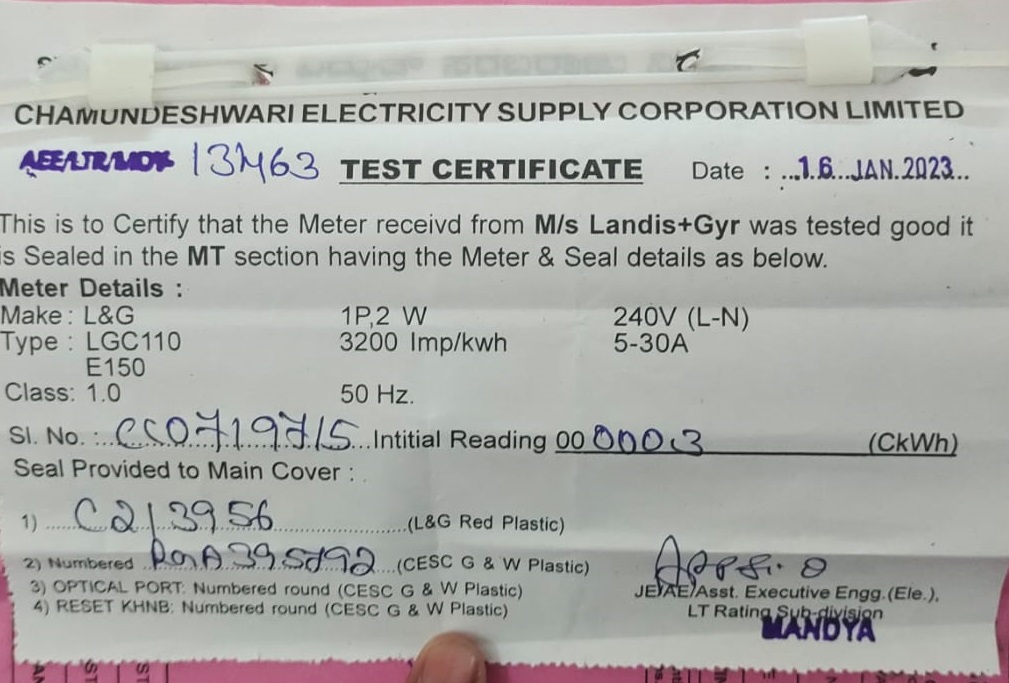 CHAMUNDESHWARI ELECTRICITY SUPPLY CORPORATION LIMITED
TEST CERTIFICATE Date : ...16...JAN.2023...
This is to Certify that the Meter receivd from M/s Landis+Gyr was tested good it
is Sealed in the MT section having the Meter & Seal details as below.
Meter Details :
Make : L&G 1P,2 W 240V (L-N)
Type : LGC110 3200 Imp/kwh 5-30A
E150
Class: 1.0 50 Hz.
Sl. No. : CC0719715 Intitial Reading 00 0003 (CkWh)
Seal Provided to Main Cover :
1) C213956 (L&G Red Plastic)
2) Numbered (CESC G & W Plastic)
3) OPTICAL PORT: Numbered round (CESC G & W Plastic)
JE/AE/Asst. Executive Engg.(Ele.),
4) RESET KHNB: Numbered round (CESC G & W Plastic)
LT Rating Sub-division
MANDYA